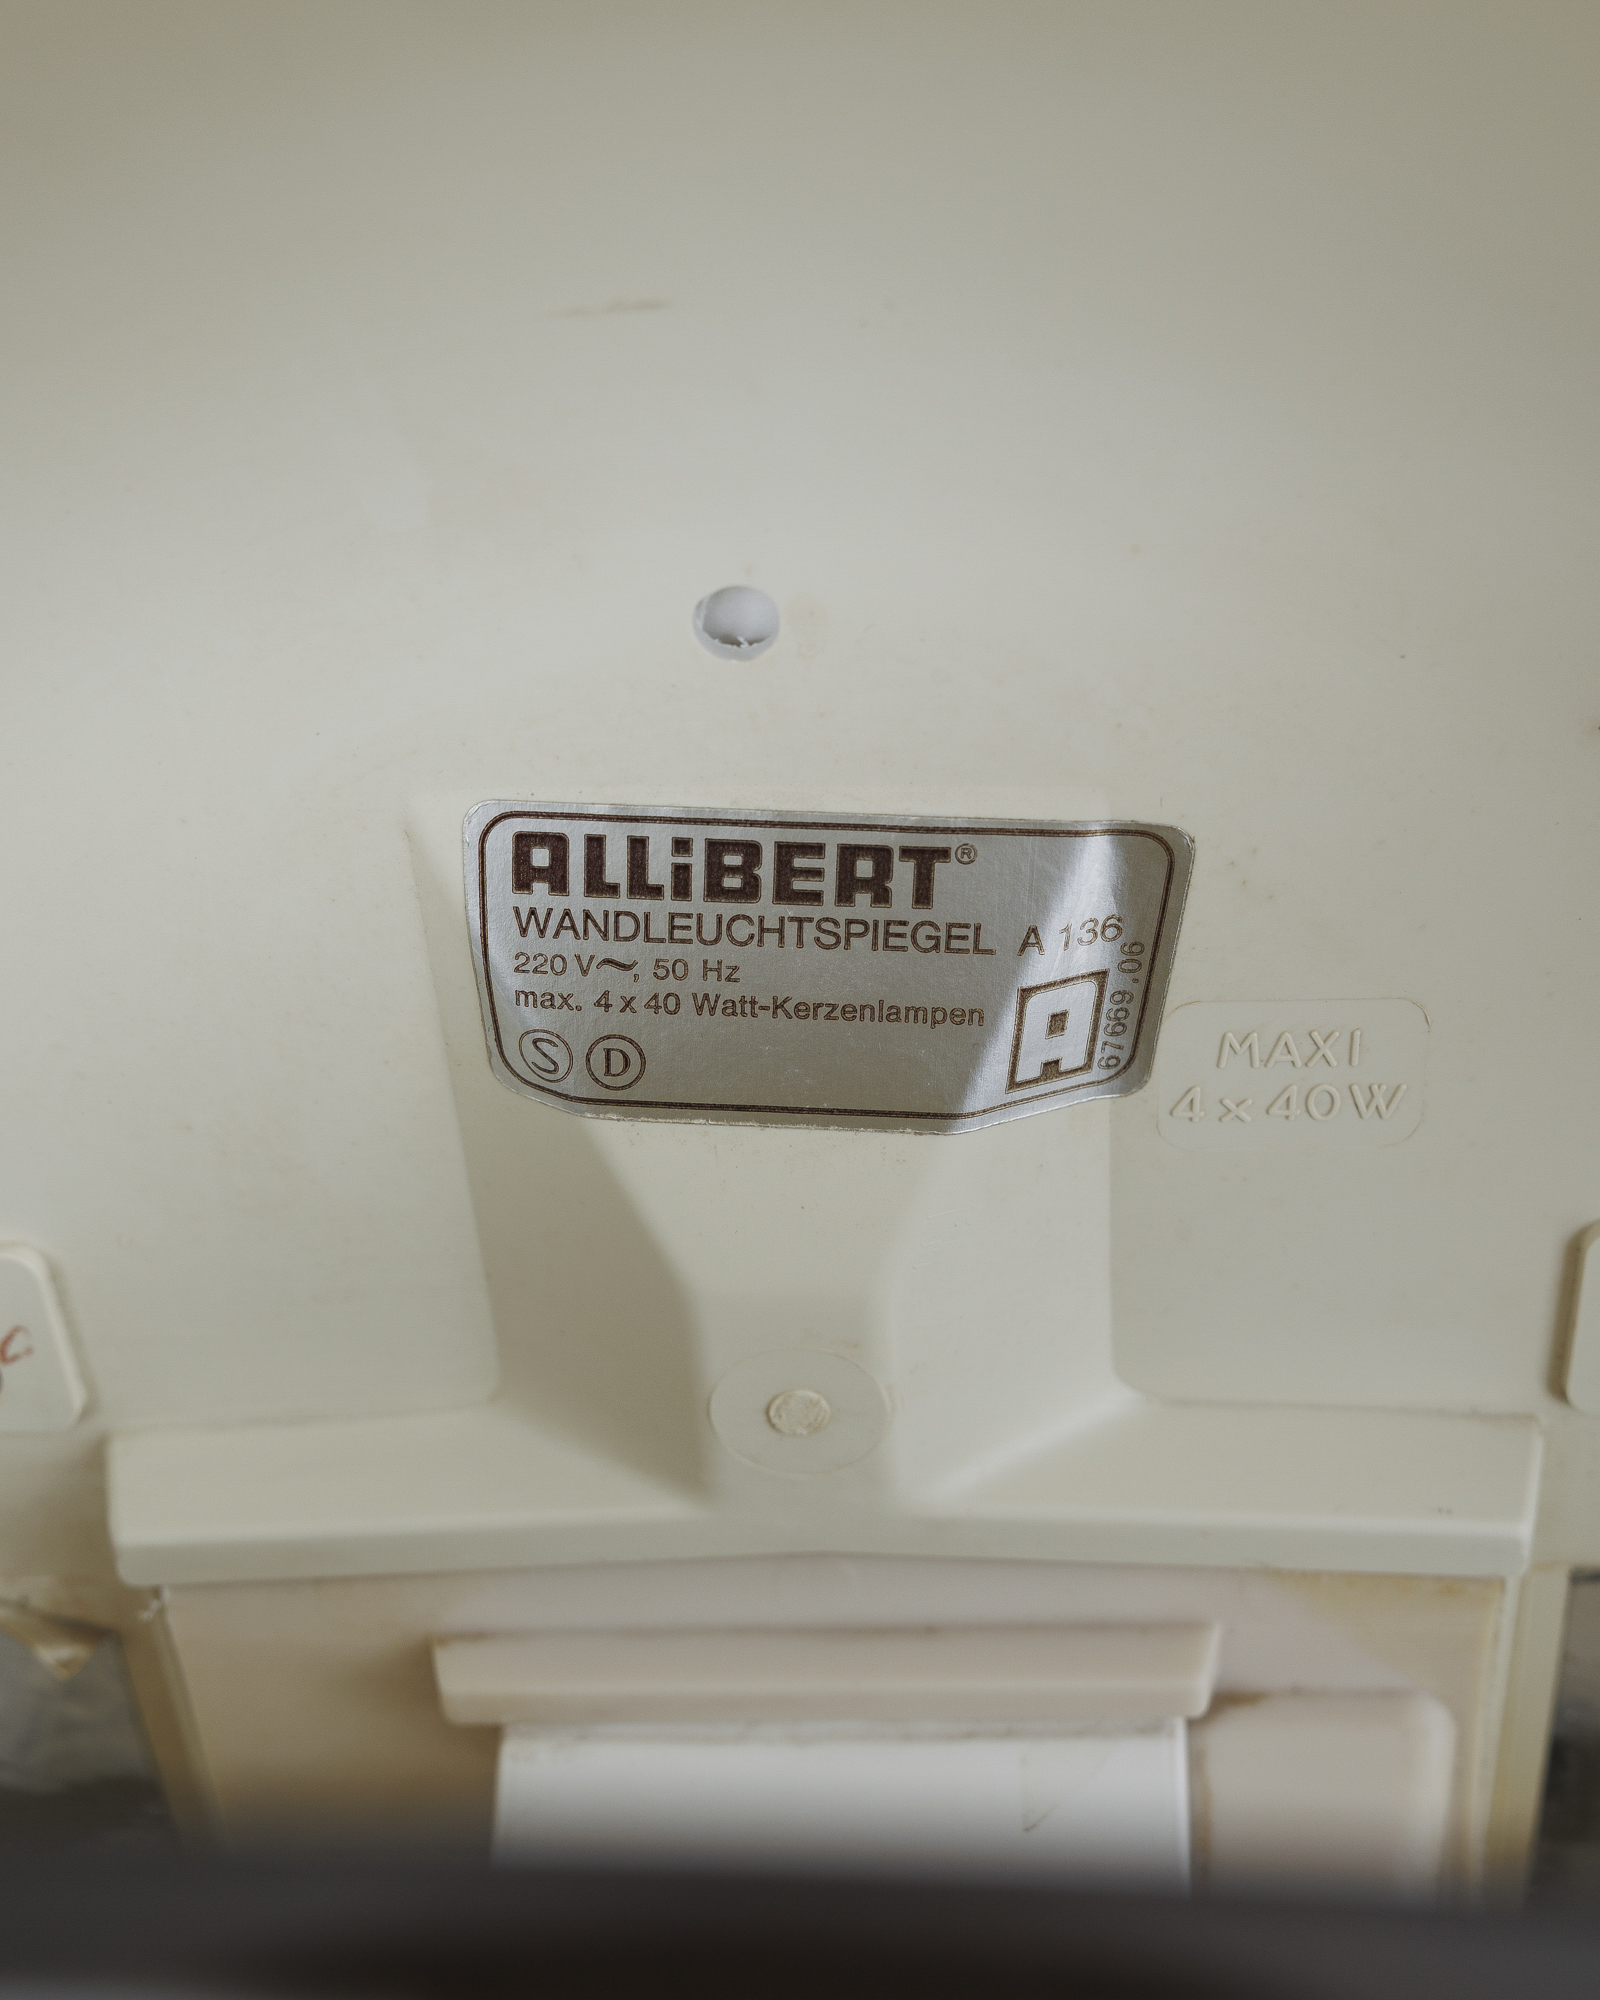 ALLiBERT®
WANDLEUCHTSPIEGEL A 136
220 V~, 50 Hz
max. 4 x 40 Watt-Kerzenlampen
S D
A
67669.06
MAXI
4 x 40W